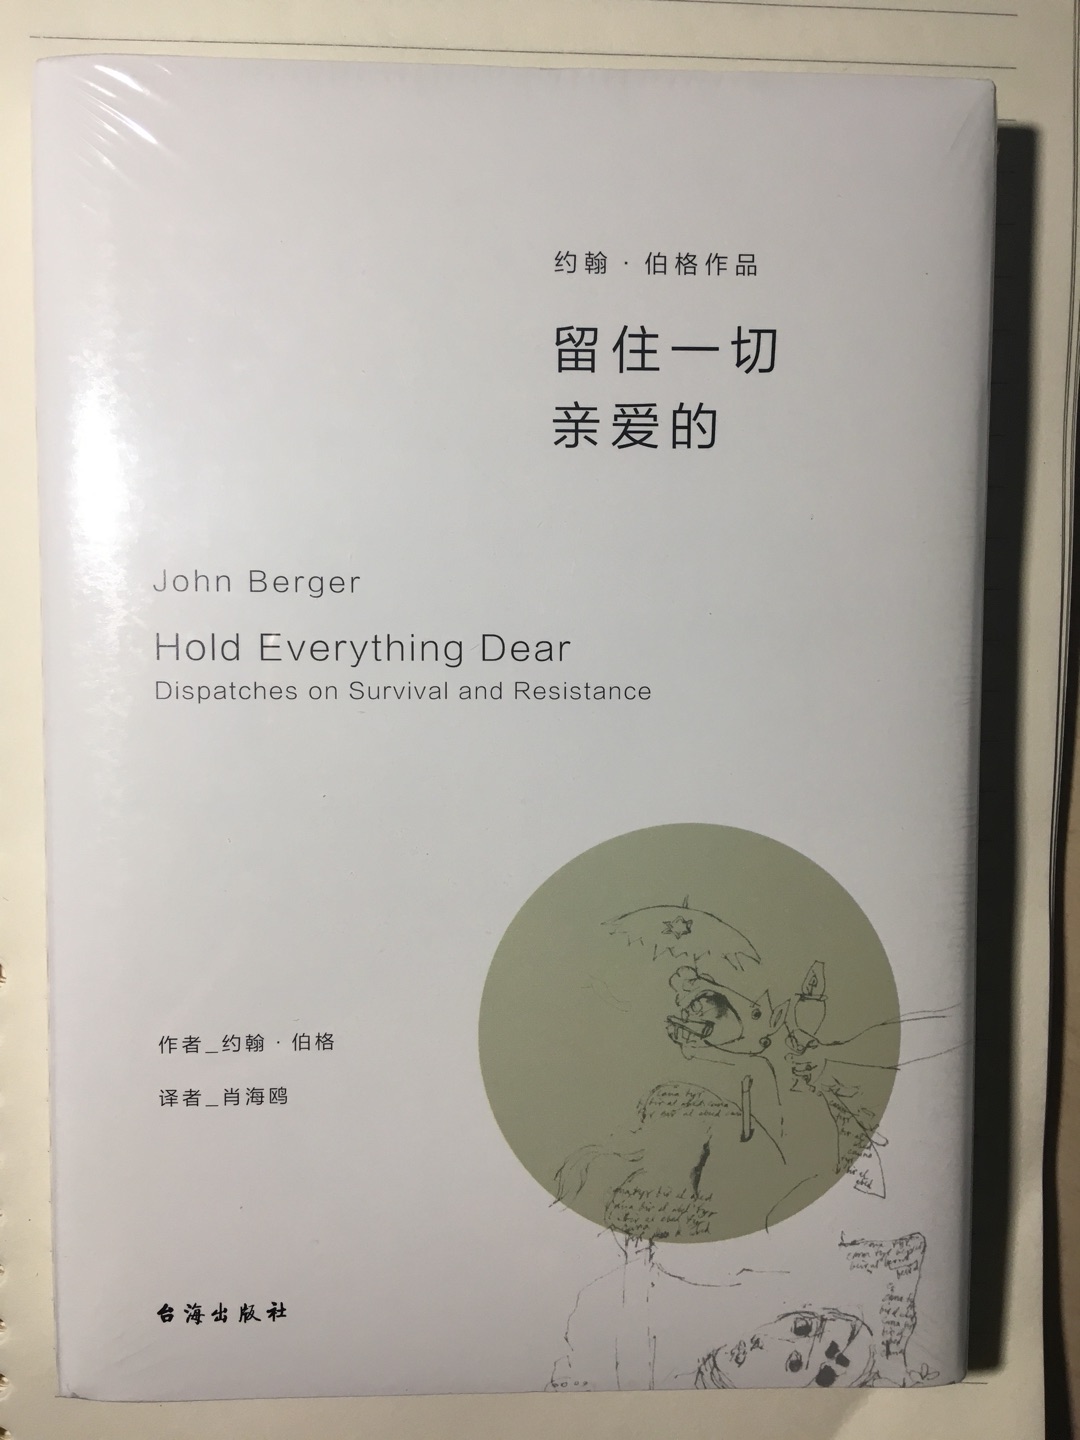 约翰·伯格作品
留住一切
亲爱的
John Berger
Hold Everything Dear
Dispatches on Survival and Resistance
作者_约翰·伯格
译者_肖海鸥
台海出版社